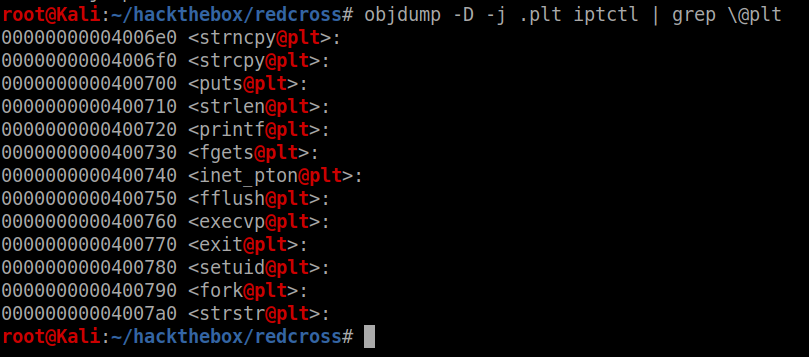 root@Kali:~/hackthebox/redcross# objdump -D -j .plt iptctl | grep \@plt
00000000004006e0 <strncpy@plt>:
00000000004006f0 <strcpy@plt>:
0000000000400700 <puts@plt>:
0000000000400710 <strlen@plt>:
0000000000400720 <printf@plt>:
0000000000400730 <fgets@plt>:
0000000000400740 <inet_pton@plt>:
0000000000400750 <fflush@plt>:
0000000000400760 <execvp@plt>:
0000000000400770 <exit@plt>:
0000000000400780 <setuid@plt>:
0000000000400790 <fork@plt>:
00000000004007a0 <strstr@plt>:
root@Kali:~/hackthebox/redcross#